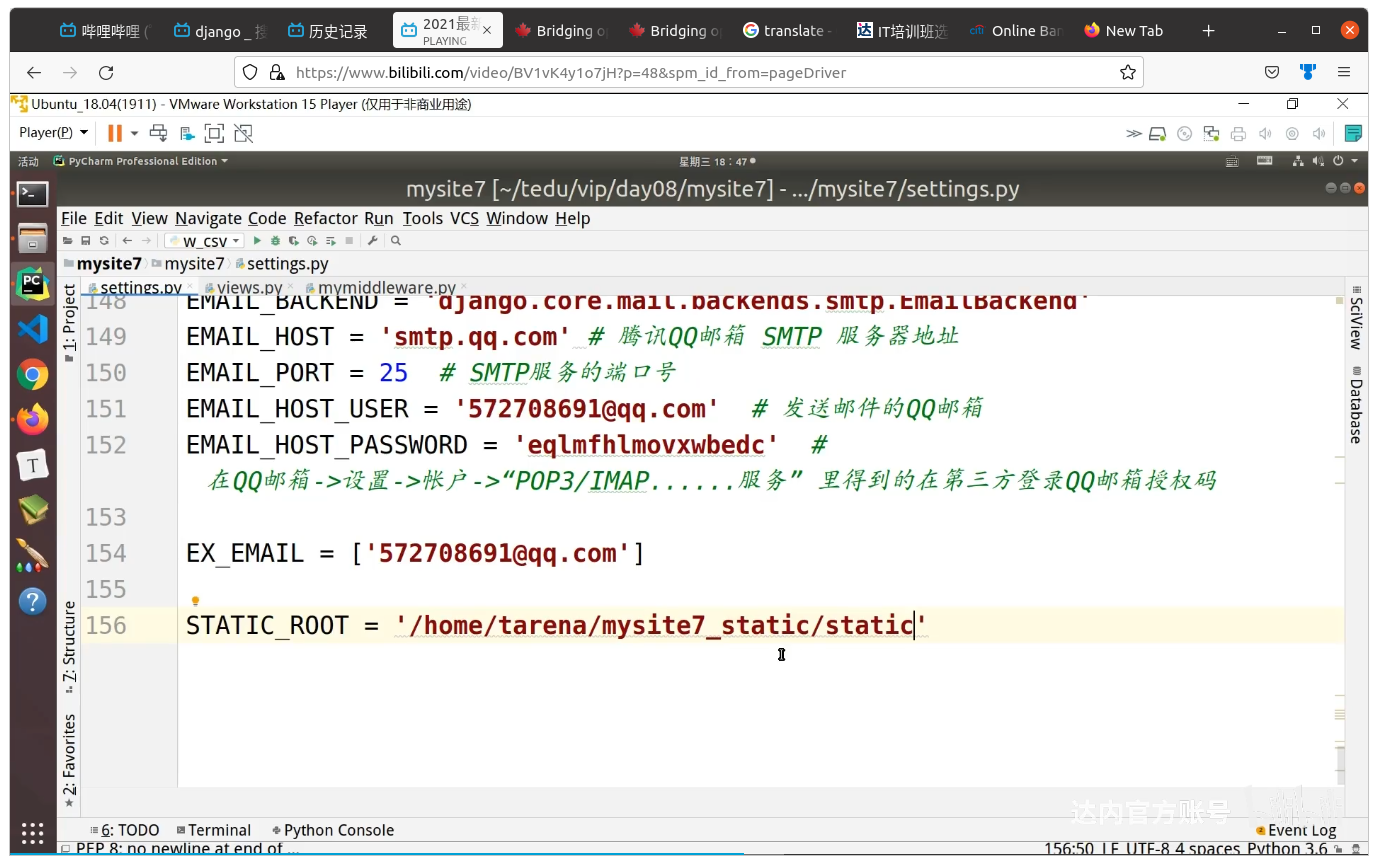 哔哩哔哩 (
django _ 搜
历史记录
2021最新
PLAYING
Bridging o
Bridging o
translate -
IT培训班选
Online Ban
New Tab
https://www.bilibili.com/video/BV1vK4y1o7jH?p=48&spm_id_from=pageDriver
Ubuntu_18.04(1911) - VMware Workstation 15 Player (仅用于非商业用途)
Player(P)
活动 PyCharm Professional Edition 星期三 18：47
mysite7 [~/tedu/vip/day08/mysite7] - .../mysite7/settings.py
File Edit View Navigate Code Refactor Run Tools VCS Window Help
w_csv
mysite7 mysite7 settings.py
settings.py views.py mymiddleware.py
148 EMAIL_BACKEND = 'django.core.mail.backends.smtp.EmailBackend'
149 EMAIL_HOST = 'smtp.qq.com' # 腾讯QQ邮箱 SMTP 服务器地址
150 EMAIL_PORT = 25 # SMTP服务的端口号
151 EMAIL_HOST_USER = '572708691@qq.com' # 发送邮件的QQ邮箱
152 EMAIL_HOST_PASSWORD = 'eqlmfhlmovxwbedc' #
在QQ邮箱->设置->帐户->“POP3/IMAP......服务” 里得到的在第三方登录QQ邮箱授权码
153
154 EX_EMAIL = ['572708691@qq.com']
155
156 STATIC_ROOT = '/home/tarena/mysite7_static/static'
1: Project
7: Structure
2: Favorites
SciView
Database
达内官方账号
6: TODO Terminal Python Console Event Log
PEP 8: no newline at end of ... 156:50 LF UTF-8 4 spaces Python 3.6